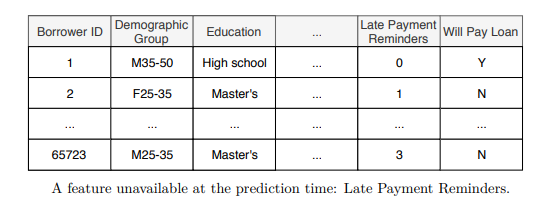 Borrower ID Demographic Group Education ... Late Payment Reminders Will Pay Loan
1 M35-50 High school ... 0 Y
2 F25-35 Master's ... 1 N
... ... ... ... ... ...
65723 M25-35 Master's ... 3 N
A feature unavailable at the prediction time: Late Payment Reminders.